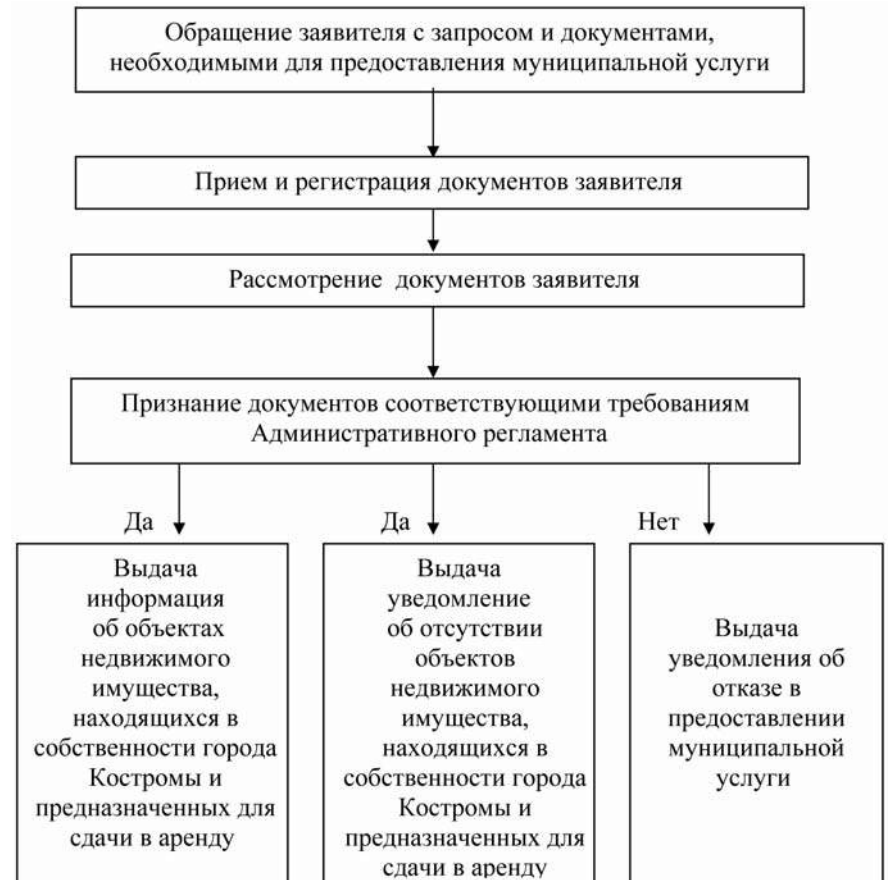 Обращение заявителя с запросом и документами,
необходимыми для предоставления муниципальной услуги
Прием и регистрация документов заявителя
Рассмотрение документов заявителя
Признание документов соответствующими требованиям
Административного регламента
Да
Да
Нет
Выдача
информация
об объектах
недвижимого
имущества,
находящихся в
собственности города
Костромы и
предназначенных для
сдачи в аренду
Выдача
уведомление
об отсутствии
объектов
недвижимого
имущества,
находящихся в
собственности города
Костромы и
предназначенных для
сдачи в аренду
Выдача
уведомления об
отказе в
предоставлении
муниципальной
услуги